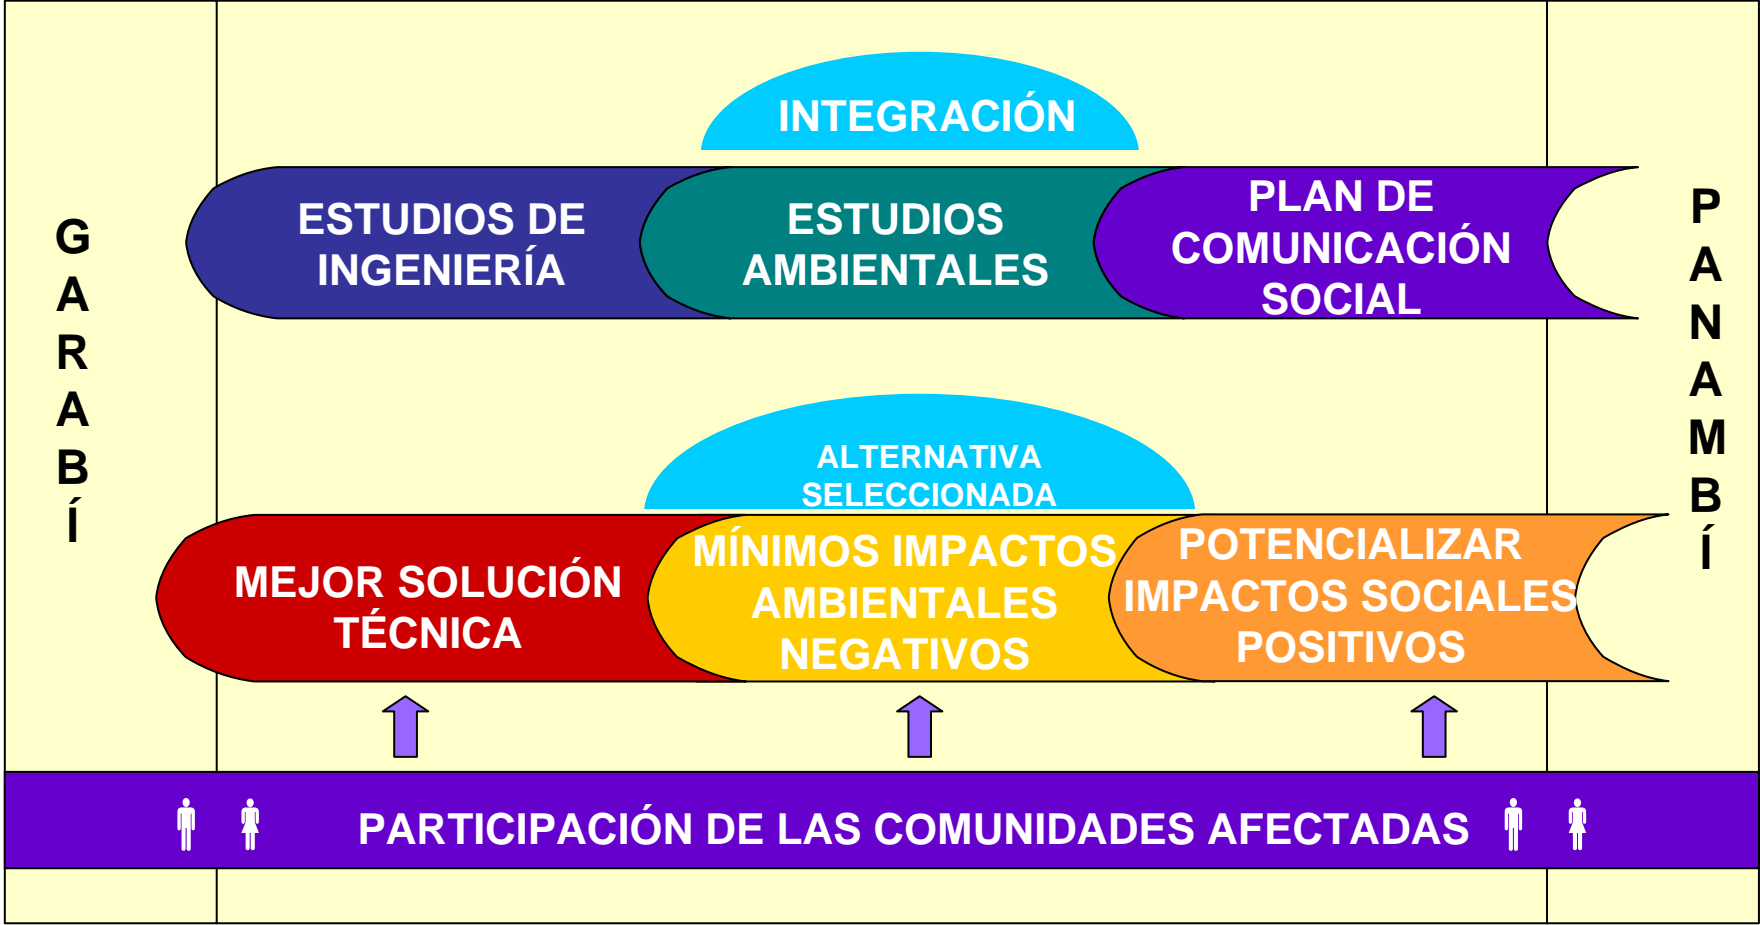 INTEGRACIÓN
ESTUDIOS DE
INGENIERÍA
ESTUDIOS
AMBIENTALES
PLAN DE
COMUNICACIÓN
SOCIAL
G
A
R
A
B
Í
P
A
N
A
M
B
Í
ALTERNATIVA
SELECCIONADA
MEJOR SOLUCIÓN
TÉCNICA
MÍNIMOS IMPACTOS
AMBIENTALES
NEGATIVOS
POTENCIALIZAR
IMPACTOS SOCIALES
POSITIVOS
PARTICIPACIÓN DE LAS COMUNIDADES AFECTADAS